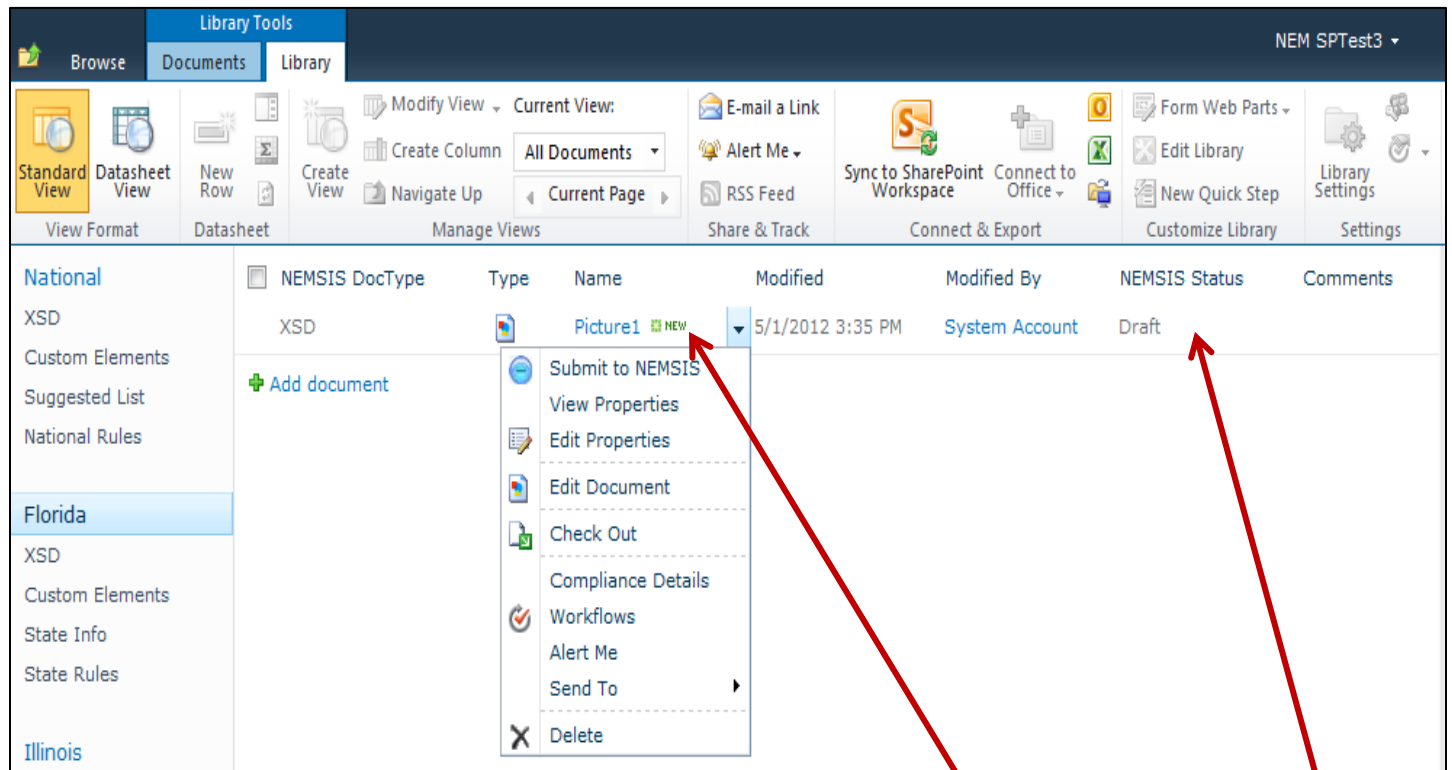 Library Tools
NEM SPTest3
Browse Documents Library
Modify View Current View: E-mail a Link Form Web Parts
Create Column All Documents Alert Me Edit Library
Standard View Datasheet View New Row Create View Navigate Up Current Page RSS Feed Sync to SharePoint Workspace Connect to Office New Quick Step Library Settings
View Format Datasheet Manage Views Share & Track Connect & Export Customize Library Settings
National NEMSIS DocType Type Name Modified Modified By NEMSIS Status Comments
XSD XSD Picture1 NEW 5/1/2012 3:35 PM System Account Draft
Custom Elements Submit to NEMSIS
Add document
Suggested List View Properties
National Rules Edit Properties
Edit Document
Florida
Check Out
XSD
Compliance Details
Custom Elements
Workflows
State Info
Alert Me
State Rules
Send To
Delete
Illinois